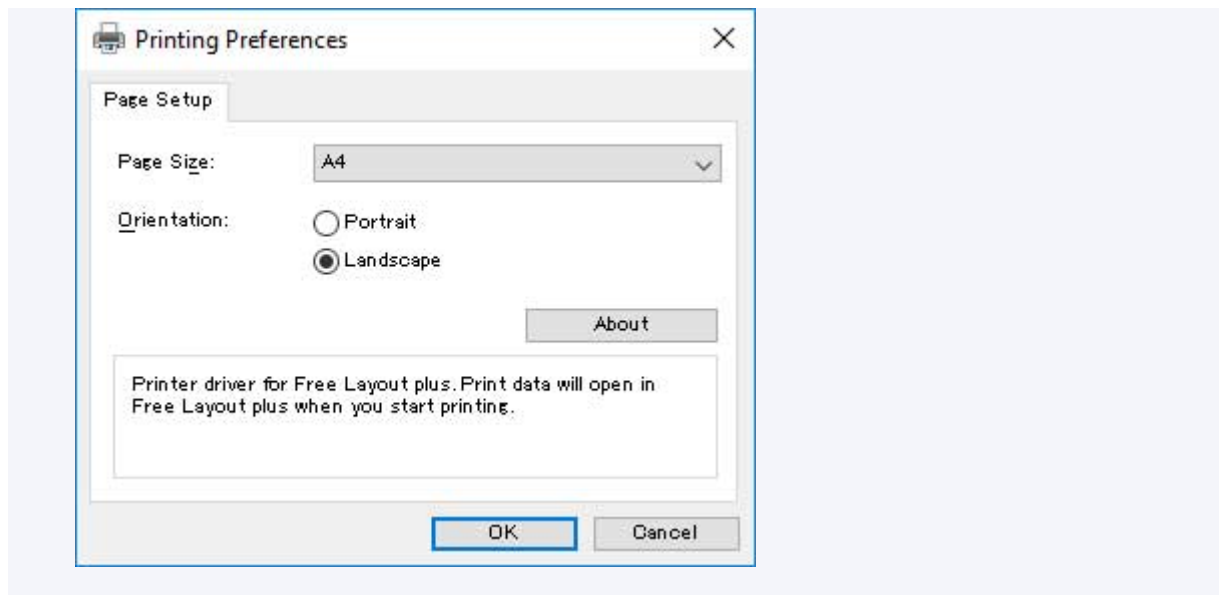 Printing Preferences
Page Setup
Page Size:
A4
Orientation:
Portrait
Landscape
About
Printer driver for Free Layout plus. Print data will open in
Free Layout plus when you start printing.
OK
Cancel